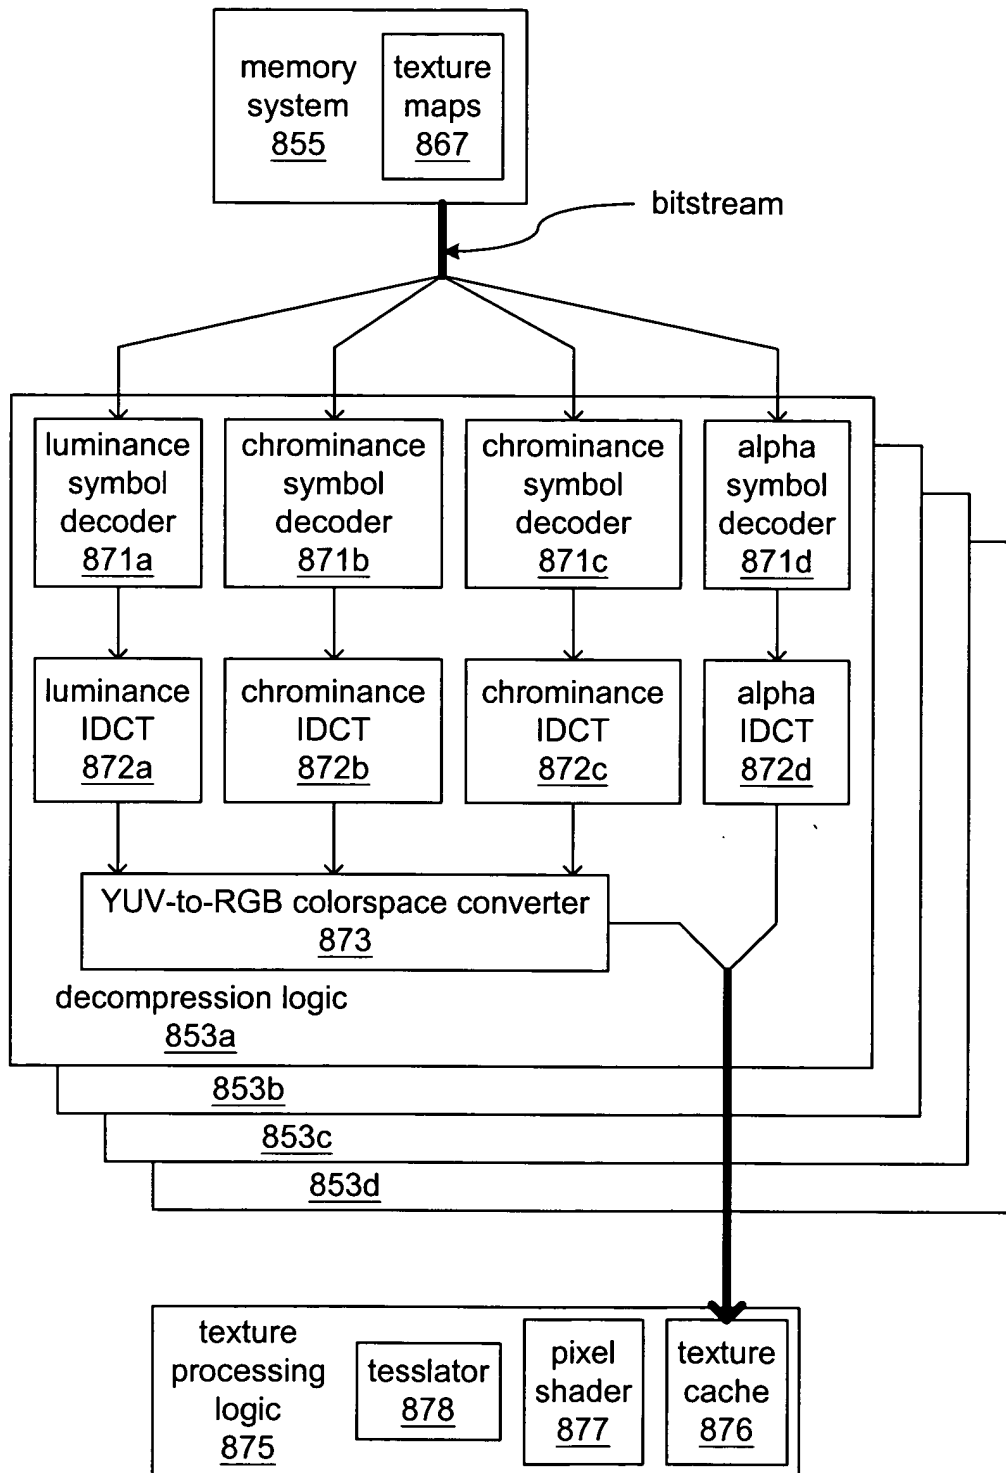 memory
system
855
texture
maps
867
bitstream
luminance
symbol
decoder
871a
chrominance
symbol
decoder
871b
chrominance
symbol
decoder
871c
alpha
symbol
decoder
871d
luminance
IDCT
872a
chrominance
IDCT
872b
chrominance
IDCT
872c
alpha
IDCT
872d
YUV-to-RGB colorspace converter
873
decompression logic
853a
853b
853c
853d
texture
processing
logic
875
tesslator
878
pixel
shader
877
texture
cache
876